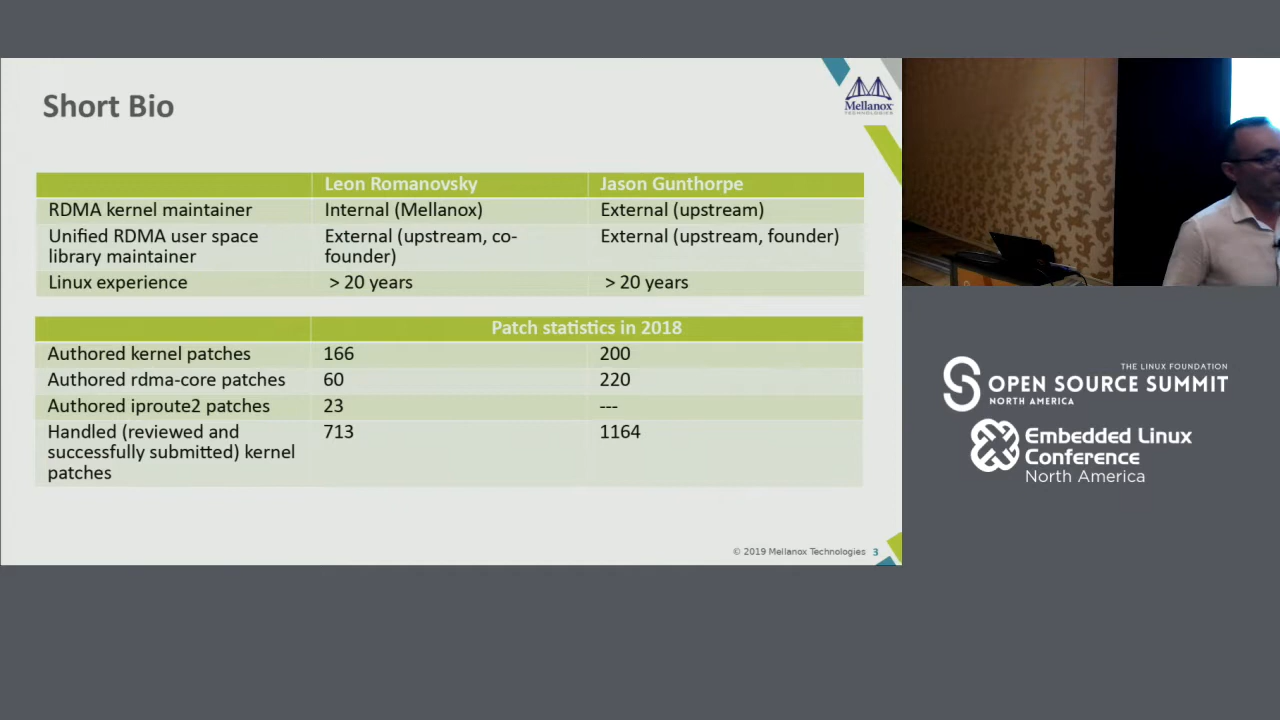 Short Bio
Mellanox
TECHNOLOGIES
Leon Romanovsky
Jason Gunthorpe
RDMA kernel maintainer
Internal (Mellanox)
External (upstream)
Unified RDMA user space
library maintainer
External (upstream, co-
founder)
External (upstream, founder)
Linux experience
> 20 years
> 20 years
Patch statistics in 2018
Authored kernel patches
166
200
Authored rdma-core patches
60
220
Authored iproute2 patches
23
---
Handled (reviewed and
successfully submitted) kernel
patches
713
1164
© 2019 Mellanox Technologies 3
THE LINUX FOUNDATION
OPEN SOURCE SUMMIT
NORTH AMERICA
Embedded Linux
Conference
North America